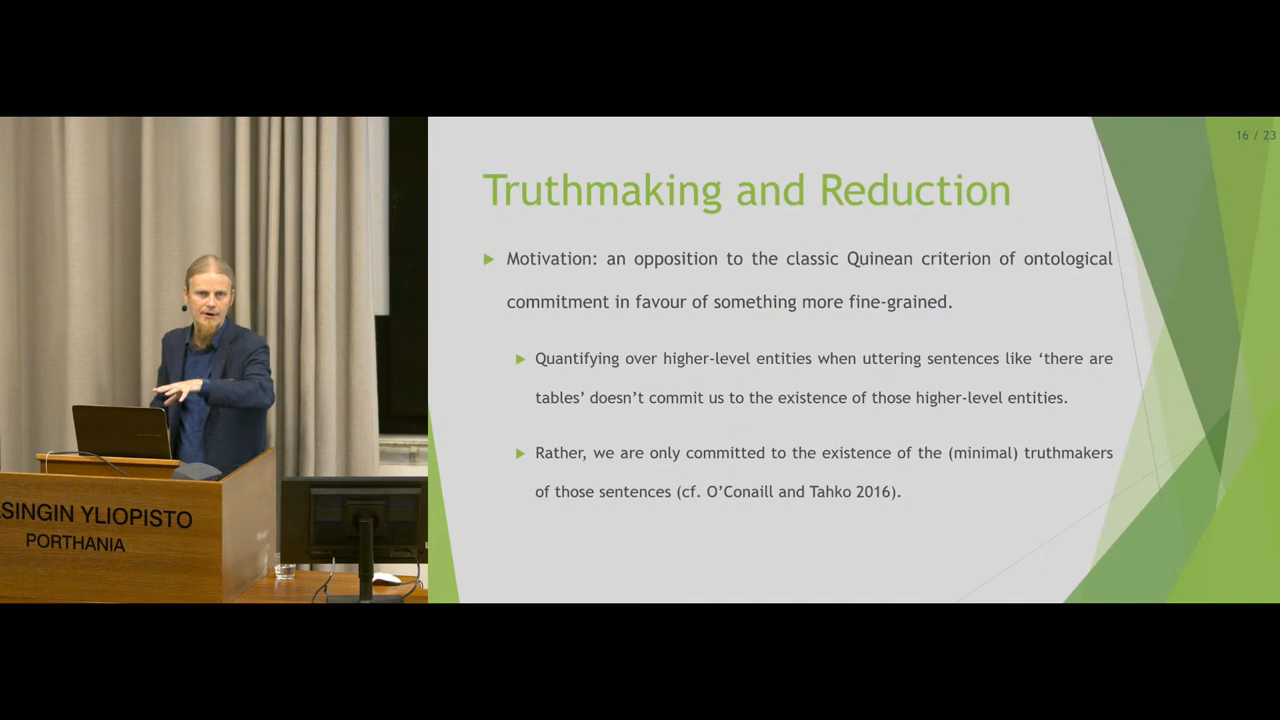 16 / 23
Truthmaking and Reduction
Motivation: an opposition to the classic Quinean criterion of ontological
commitment in favour of something more fine-grained.
Quantifying over higher-level entities when uttering sentences like ‘there are
tables’ doesn’t commit us to the existence of those higher-level entities.
Rather, we are only committed to the existence of the (minimal) truthmakers
of those sentences (cf. O’Conaill and Tahko 2016).
SINGIN YLIOPISTO
PORTHANIA